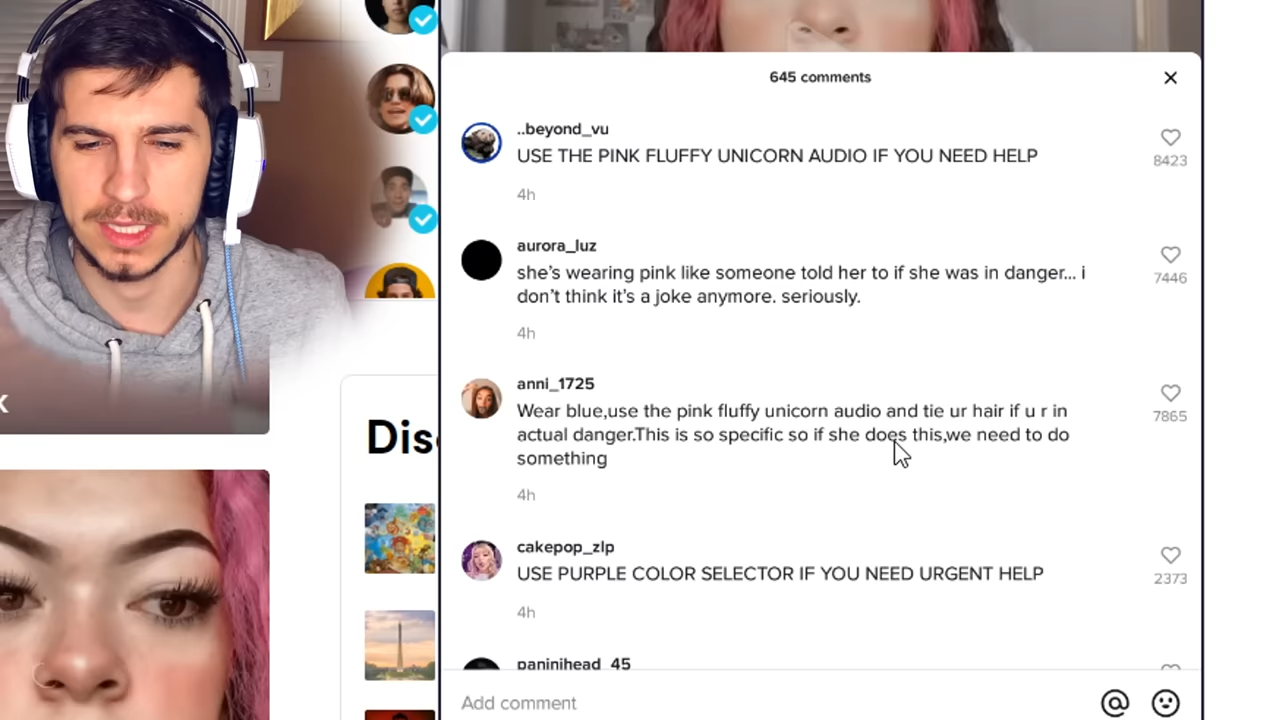 645 comments
..beyond_vu
USE THE PINK FLUFFY UNICORN AUDIO IF YOU NEED HELP
8423
4h
aurora_luz
she's wearing pink like someone told her to if she was in danger... i
don't think it's a joke anymore. seriously.
7446
4h
anni_1725
Wear blue,use the pink fluffy unicorn audio and tie ur hair if u r in
actual danger.This is so specific so if she does this,we need to do
something
7865
4h
cakepop_zlp
USE PURPLE COLOR SELECTOR IF YOU NEED URGENT HELP
2373
4h
paninihead_45
Add comment
K
Disc